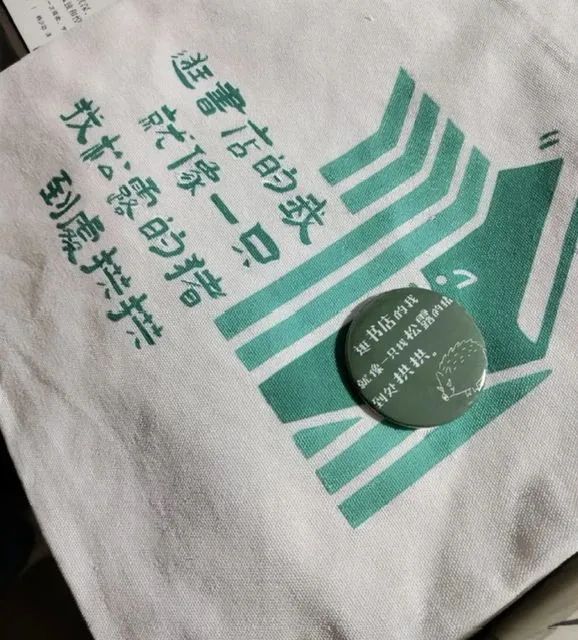 逛書店的我
就像一只
找松露的猪
到處拱拱
逛书店的我
就像一只找松露的猪
到处拱拱。